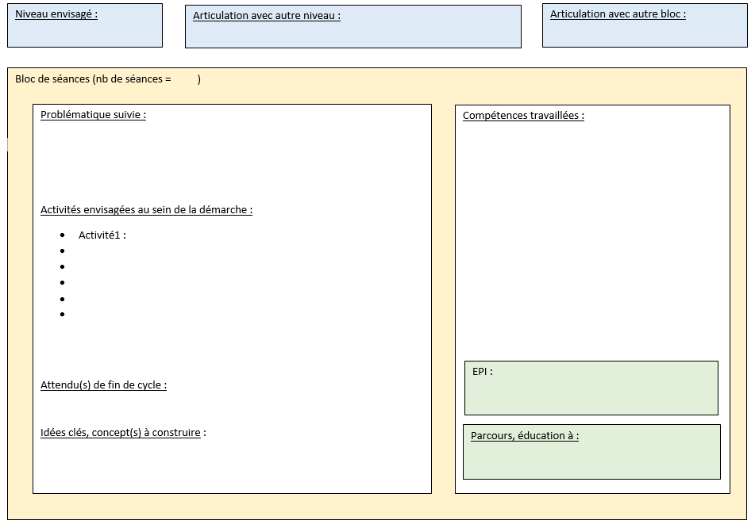 Niveau envisagé :
Articulation avec autre niveau :
Articulation avec autre bloc :
Bloc de séances (nb de séances = )
Problématique suivie :
Activités envisagées au sein de la démarche :
• Activité1 :
•
•
•
•
•
Attendu(s) de fin de cycle :
Idées clés, concept(s) à construire :
Compétences travaillées :
EPI :
Parcours, éducation à :